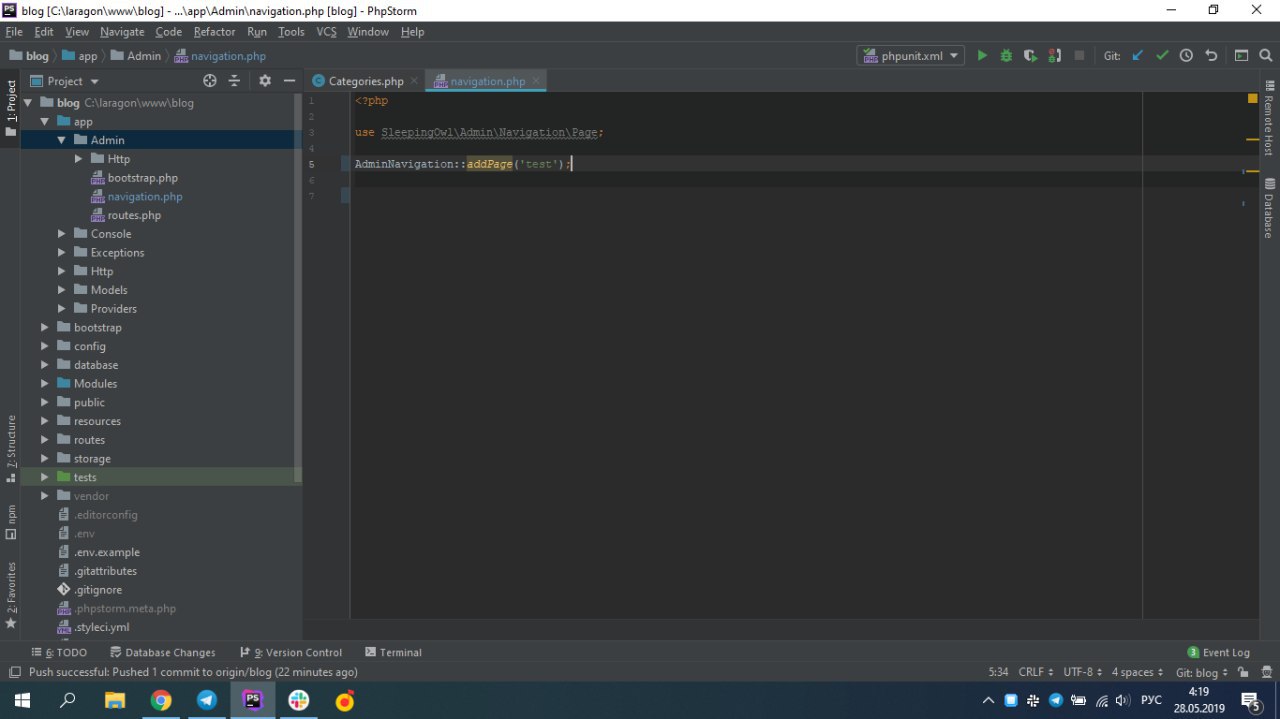 blog [C:\laragon\www\blog] - ...\app\Admin\navigation.php [blog] - PhpStorm
File Edit View Navigate Code Refactor Run Tools VCS Window Help
blog app Admin navigation.php phpunit.xml Git:
Project Categories.php navigation.php
1: Project
blog C:\laragon\www\blog
app
Admin
Http
bootstrap.php
navigation.php
routes.php
Console
Exceptions
Http
Models
Providers
bootstrap
config
database
Modules
public
resources
routes
storage
tests
vendor
.editorconfig
.env
.env.example
.gitattributes
.gitignore
.phpstorm.meta.php
.styleci.yml
7: Structure
npm
2: Favorites
1 <?php
2
3 use SleepingOwl\Admin\Navigation\Page;
4
5 AdminNavigation::addPage('test');
6
7
Remote Host
Database
6: TODO Database Changes 9: Version Control Terminal 3 Event Log
Push successful: Pushed 1 commit to origin/blog (22 minutes ago) 5:34 CRLF UTF-8 4 spaces Git: blog
РУС 4:19
28.05.2019
5